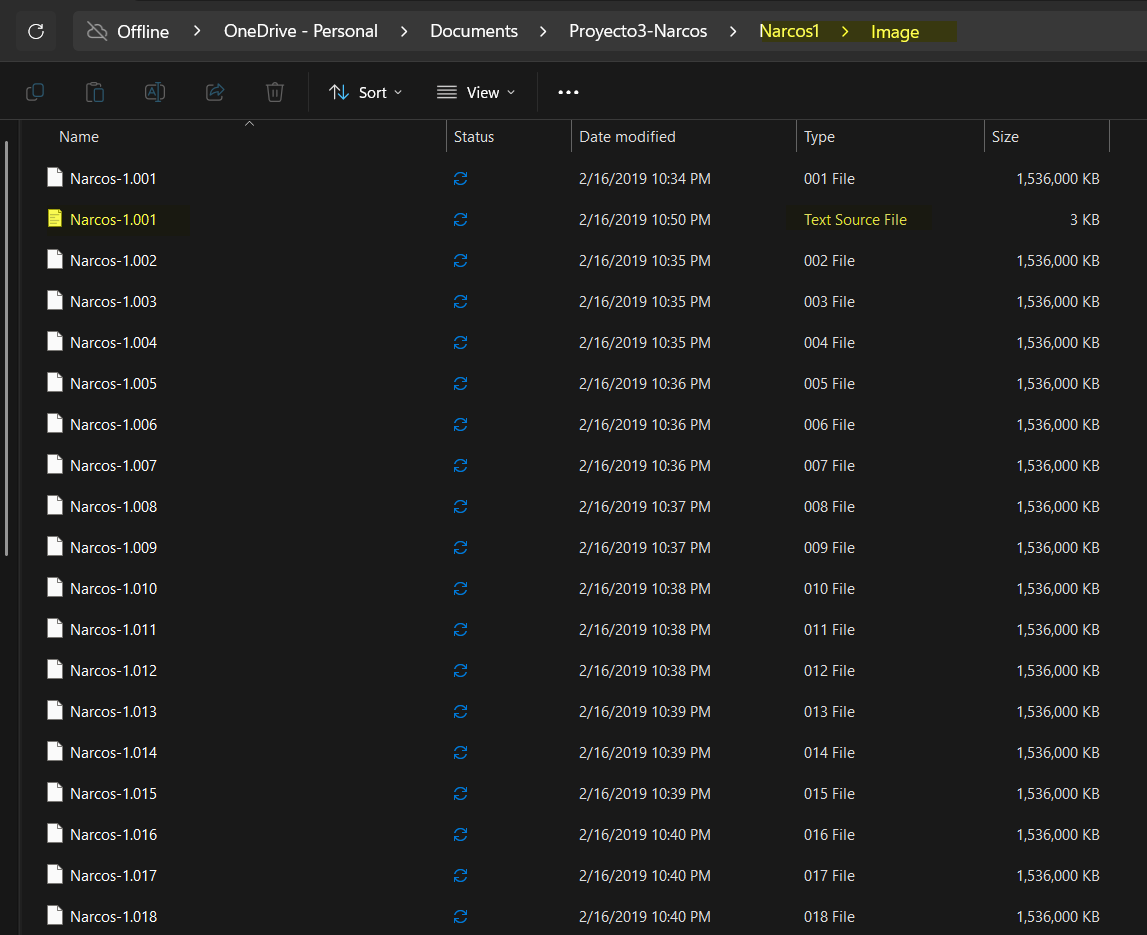 Offline > OneDrive - Personal > Documents > Proyecto3-Narcos > Narcos1 > Image
Sort View
Name Status Date modified Type Size
Narcos-1.001 2/16/2019 10:34 PM 001 File 1,536,000 KB
Narcos-1.001 2/16/2019 10:50 PM Text Source File 3 KB
Narcos-1.002 2/16/2019 10:35 PM 002 File 1,536,000 KB
Narcos-1.003 2/16/2019 10:35 PM 003 File 1,536,000 KB
Narcos-1.004 2/16/2019 10:35 PM 004 File 1,536,000 KB
Narcos-1.005 2/16/2019 10:36 PM 005 File 1,536,000 KB
Narcos-1.006 2/16/2019 10:36 PM 006 File 1,536,000 KB
Narcos-1.007 2/16/2019 10:36 PM 007 File 1,536,000 KB
Narcos-1.008 2/16/2019 10:37 PM 008 File 1,536,000 KB
Narcos-1.009 2/16/2019 10:37 PM 009 File 1,536,000 KB
Narcos-1.010 2/16/2019 10:38 PM 010 File 1,536,000 KB
Narcos-1.011 2/16/2019 10:38 PM 011 File 1,536,000 KB
Narcos-1.012 2/16/2019 10:38 PM 012 File 1,536,000 KB
Narcos-1.013 2/16/2019 10:39 PM 013 File 1,536,000 KB
Narcos-1.014 2/16/2019 10:39 PM 014 File 1,536,000 KB
Narcos-1.015 2/16/2019 10:39 PM 015 File 1,536,000 KB
Narcos-1.016 2/16/2019 10:40 PM 016 File 1,536,000 KB
Narcos-1.017 2/16/2019 10:40 PM 017 File 1,536,000 KB
Narcos-1.018 2/16/2019 10:40 PM 018 File 1,536,000 KB